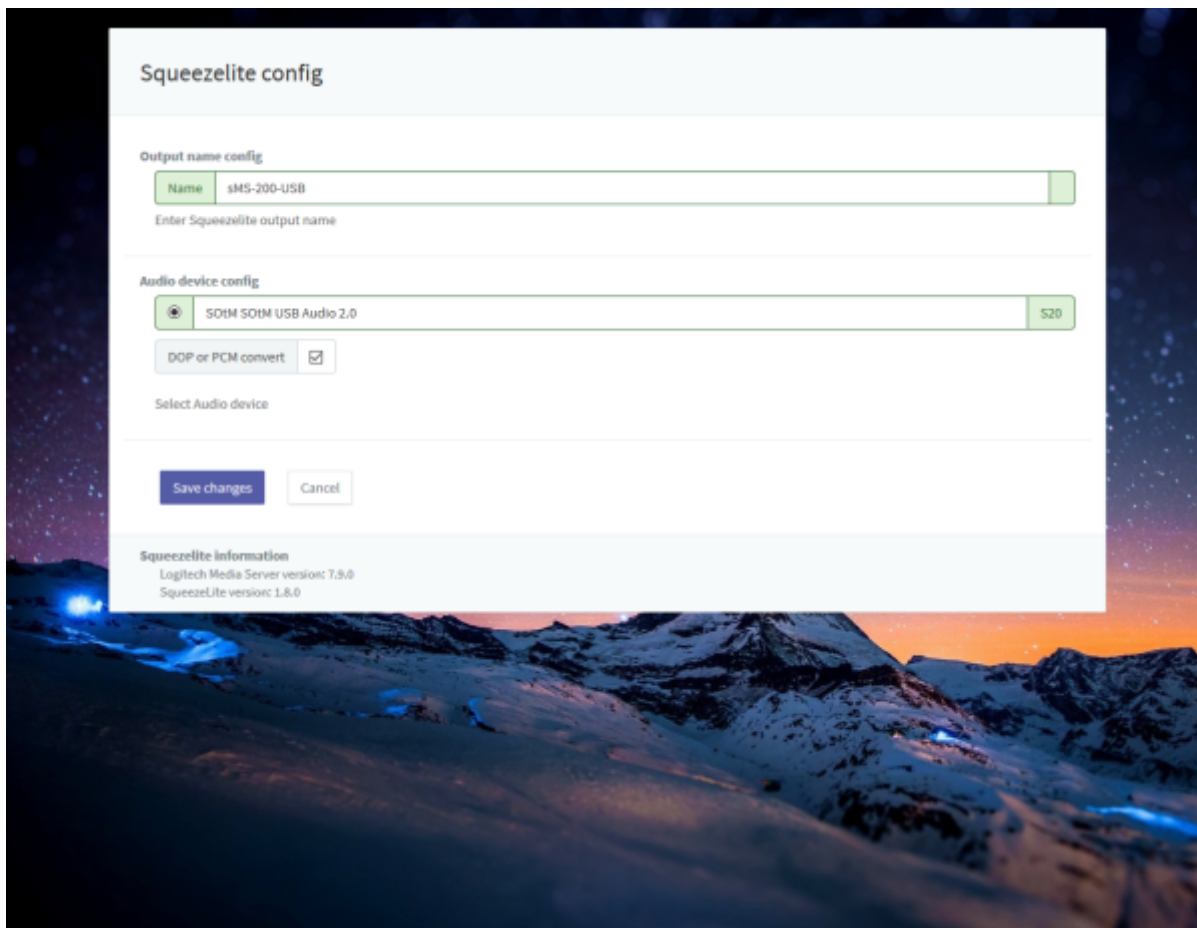 Squeezelite config
Output name config
Name sMS-200-USB
Enter Squeezelite output name
Audio device config
SOtM SOtM USB Audio 2.0 S20
DOP or PCM convert
Select Audio device
Save changes Cancel
Squeezelite information
Logitech Media Server version: 7.9.0
SqueezeLite version: 1.8.0